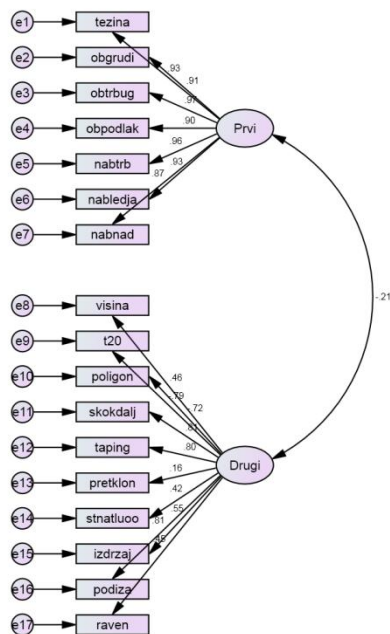 e1 tezina
.93
e2 obgrudi
.91
e3 obtrbug
.97
e4 obpodlak
.90
Prvi
e5 nabtrb
.96
e6 nabledja
.93
.87
e7 nabnad
-.21
e8 visina
e9 t20
e10 poligon
.46
-.72
-.79
e11 skokdalj
e12 taping
.80
Drugi
e13 pretklon
.16
e14 stnatluoo
.42
.55
.81
e15 izdrzaj
e16 podiza
e17 raven